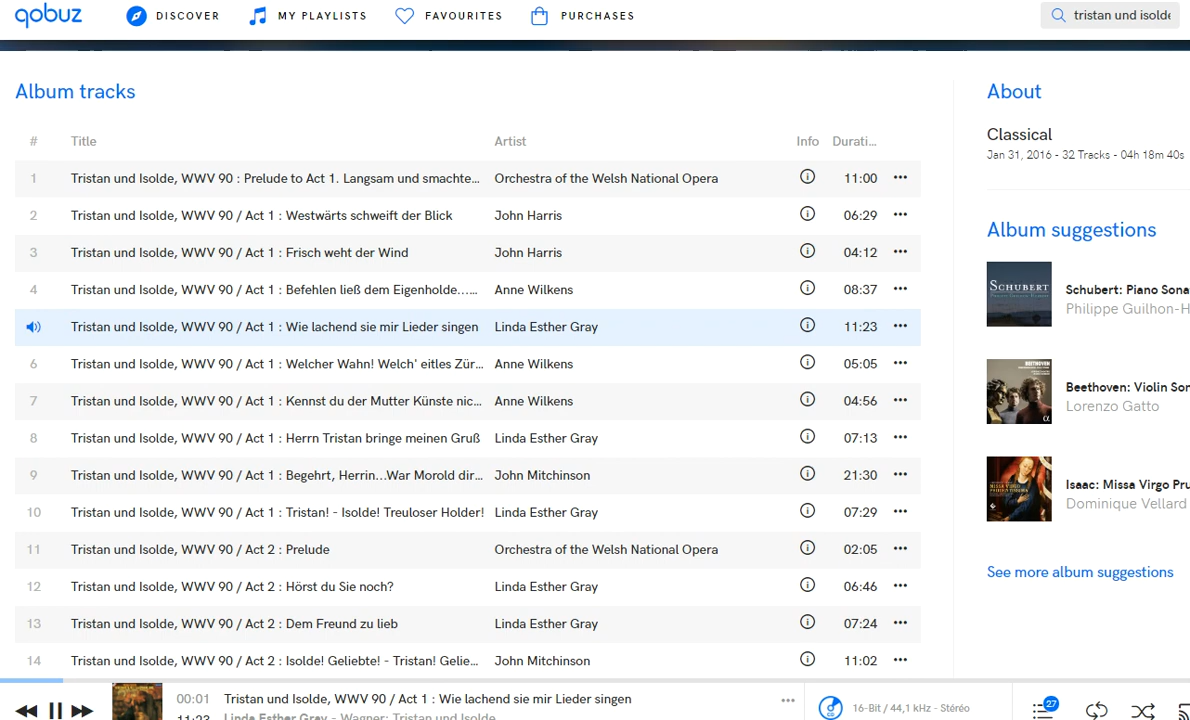 qobuz DISCOVER MY PLAYLISTS FAVOURITES PURCHASES tristan und isolde
Album tracks
# Title Artist Info Durati...
1 Tristan und Isolde, WWV 90 : Prelude to Act 1. Langsam und smachte... Orchestra of the Welsh National Opera 11:00
2 Tristan und Isolde, WWV 90 / Act 1 : Westwärts schweift der Blick John Harris 06:29
3 Tristan und Isolde, WWV 90 / Act 1 : Frisch weht der Wind John Harris 04:12
4 Tristan und Isolde, WWV 90 / Act 1 : Befehlen ließ dem Eigenholde...... Anne Wilkens 08:37
Tristan und Isolde, WWV 90 / Act 1 : Wie lachend sie mir Lieder singen Linda Esther Gray 11:23
6 Tristan und Isolde, WWV 90 / Act 1 : Welcher Wahn! Welch' eitles Zür... Anne Wilkens 05:05
7 Tristan und Isolde, WWV 90 / Act 1 : Kennst du der Mutter Künste nic... Anne Wilkens 04:56
8 Tristan und Isolde, WWV 90 / Act 1 : Herrn Tristan bringe meinen Gruß Linda Esther Gray 07:13
9 Tristan und Isolde, WWV 90 / Act 1 : Begehrt, Herrin...War Morold dir... John Mitchinson 21:30
10 Tristan und Isolde, WWV 90 / Act 1 : Tristan! - Isolde! Treuloser Holder! Linda Esther Gray 07:29
11 Tristan und Isolde, WWV 90 / Act 2 : Prelude Orchestra of the Welsh National Opera 02:05
12 Tristan und Isolde, WWV 90 / Act 2 : Hörst du Sie noch? Linda Esther Gray 06:46
13 Tristan und Isolde, WWV 90 / Act 2 : Dem Freund zu lieb Linda Esther Gray 07:24
14 Tristan und Isolde, WWV 90 / Act 2 : Isolde! Geliebte! - Tristan! Gelie... John Mitchinson 11:02
About
Classical
Jan 31, 2016 - 32 Tracks - 04h 18m 40s
Album suggestions
SCHUBERT
Schubert: Piano Sona
Philippe Guilhon-H
BEETHOVEN
Beethoven: Violin Son
Lorenzo Gatto
Isaac: Missa Virgo Pru
Dominique Vellard
See more album suggestions
00:01 Tristan und Isolde, WWV 90 / Act 1 : Wie lachend sie mir Lieder singen
11:23 Linda Esther Gray - Wagner: Tristan und Isolde
CD 16-Bit / 44,1 kHz - Stéréo 27